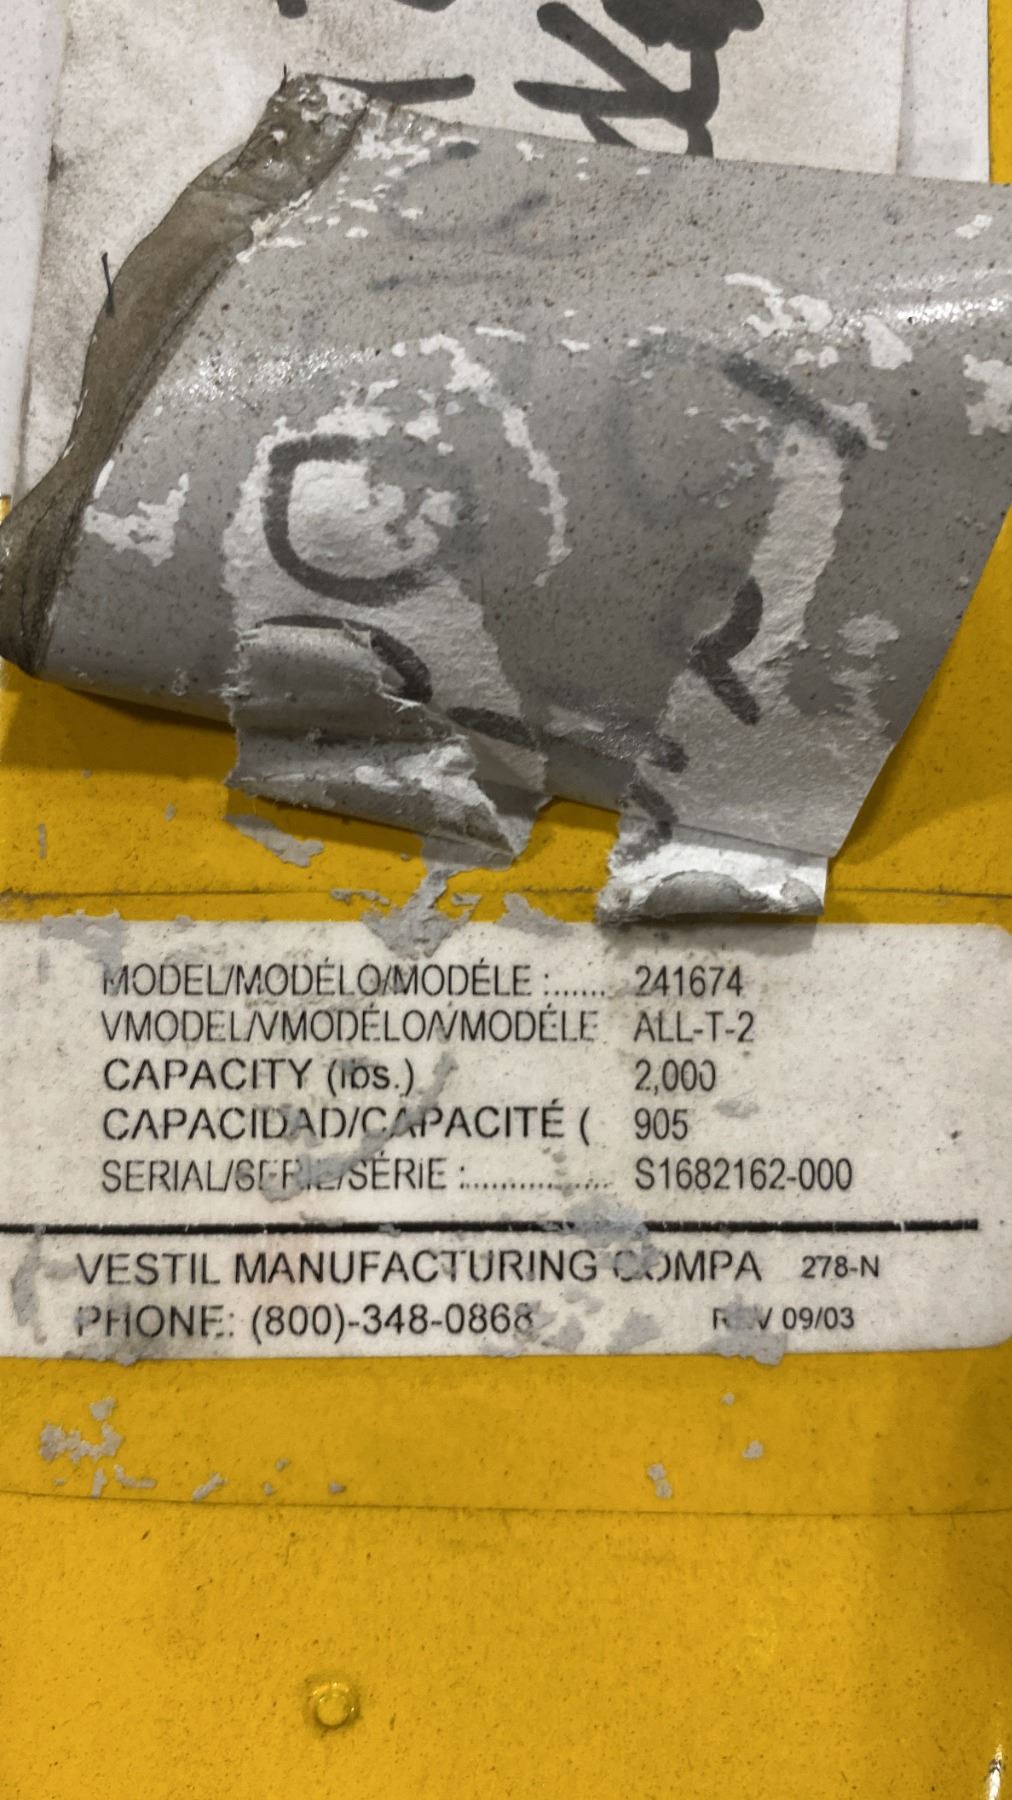 MODEL/MODÉLO/MODÉLE :...... 241674
VMODEL/VMODÉLO/VMODÉLE ALL-T-2
CAPACITY (lbs.) 2,000
CAPACIDAD/CAPACITÉ ( 905
SERIAL/SERIE/SÉRIE :................ S1682162-000
VESTIL MANUFACTURING COMPA 278-N
PHONE: (800)-348-0868 REV 09/03